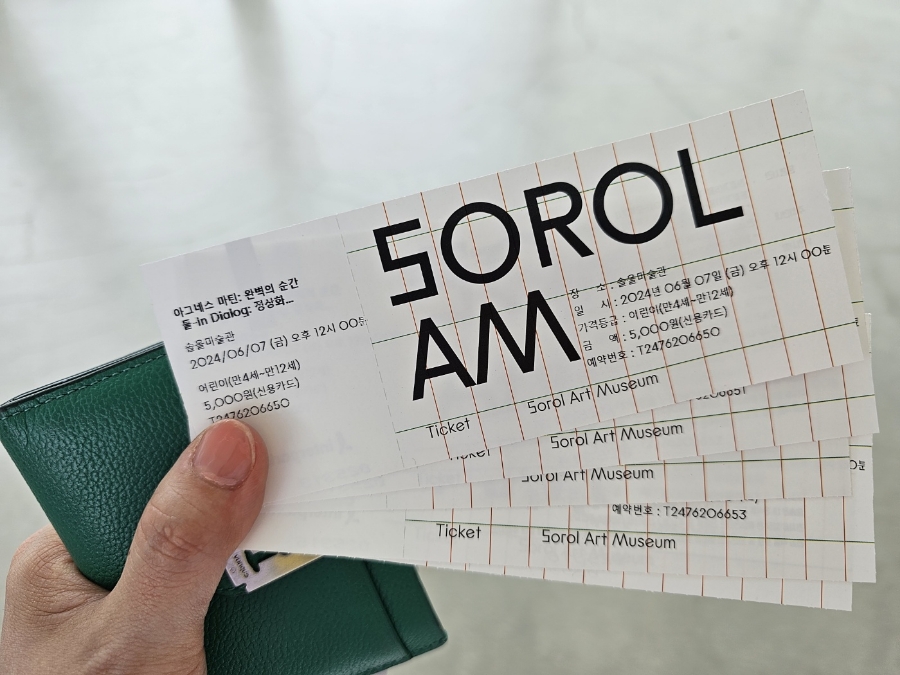 아그네스 마틴: 완벽의 순간
들-In Dialog: 정상화...
솔올미술관
2024/06/07 (금) 오후 12시 00분
어린이(만4세~만12세)
5,000원(신용카드)
T2476206650
SOROL
AM
장 소 : 솔올미술관
일 시 : 2024년 06월 07일 (금) 오후 12시 00분
가격등급 : 어린이(만4세~만12세)
금 액 : 5,000원(신용카드)
예약번호 : T2476206650
Ticket
Sorol Art Museum
Ticket
Sorol Art Museum
Sorol Art Museum
예약번호 : T2476206653
Ticket
Sorol Art Museum